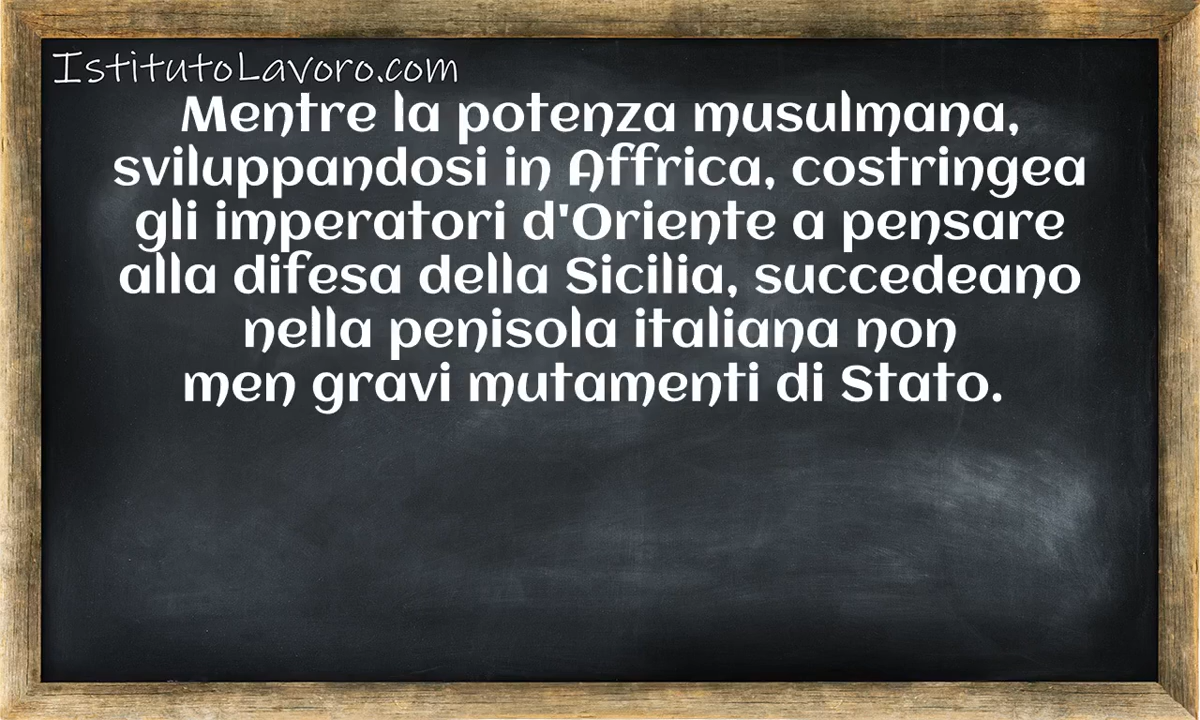 IstitutoLavoro.com
Mentre la potenza musulmana,
sviluppandosi in Affrica, costringea
gli imperatori d'Oriente a pensare
alla difesa della Sicilia, succedeano
nella penisola italiana non
men gravi mutamenti di Stato.